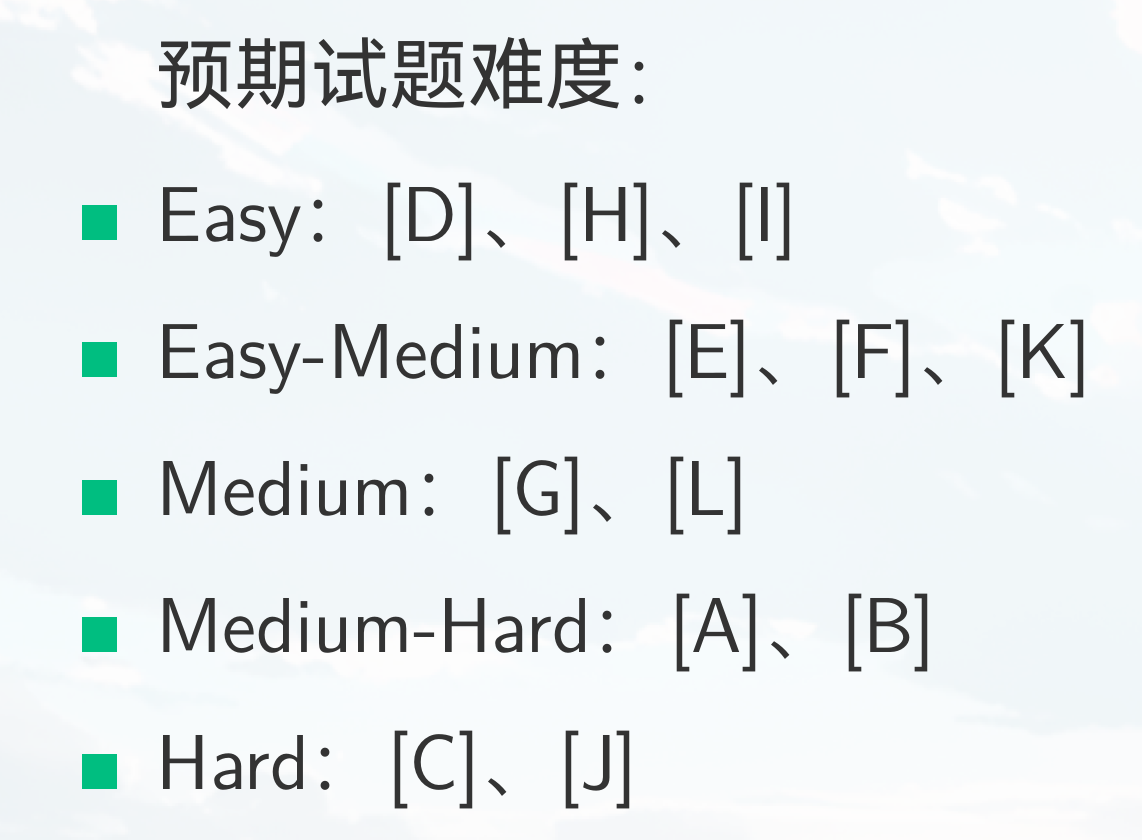 预期试题难度：
Easy：[D]、[H]、[I]
Easy-Medium：[E]、[F]、[K]
Medium：[G]、[L]
Medium-Hard：[A]、[B]
Hard：[C]、[J]